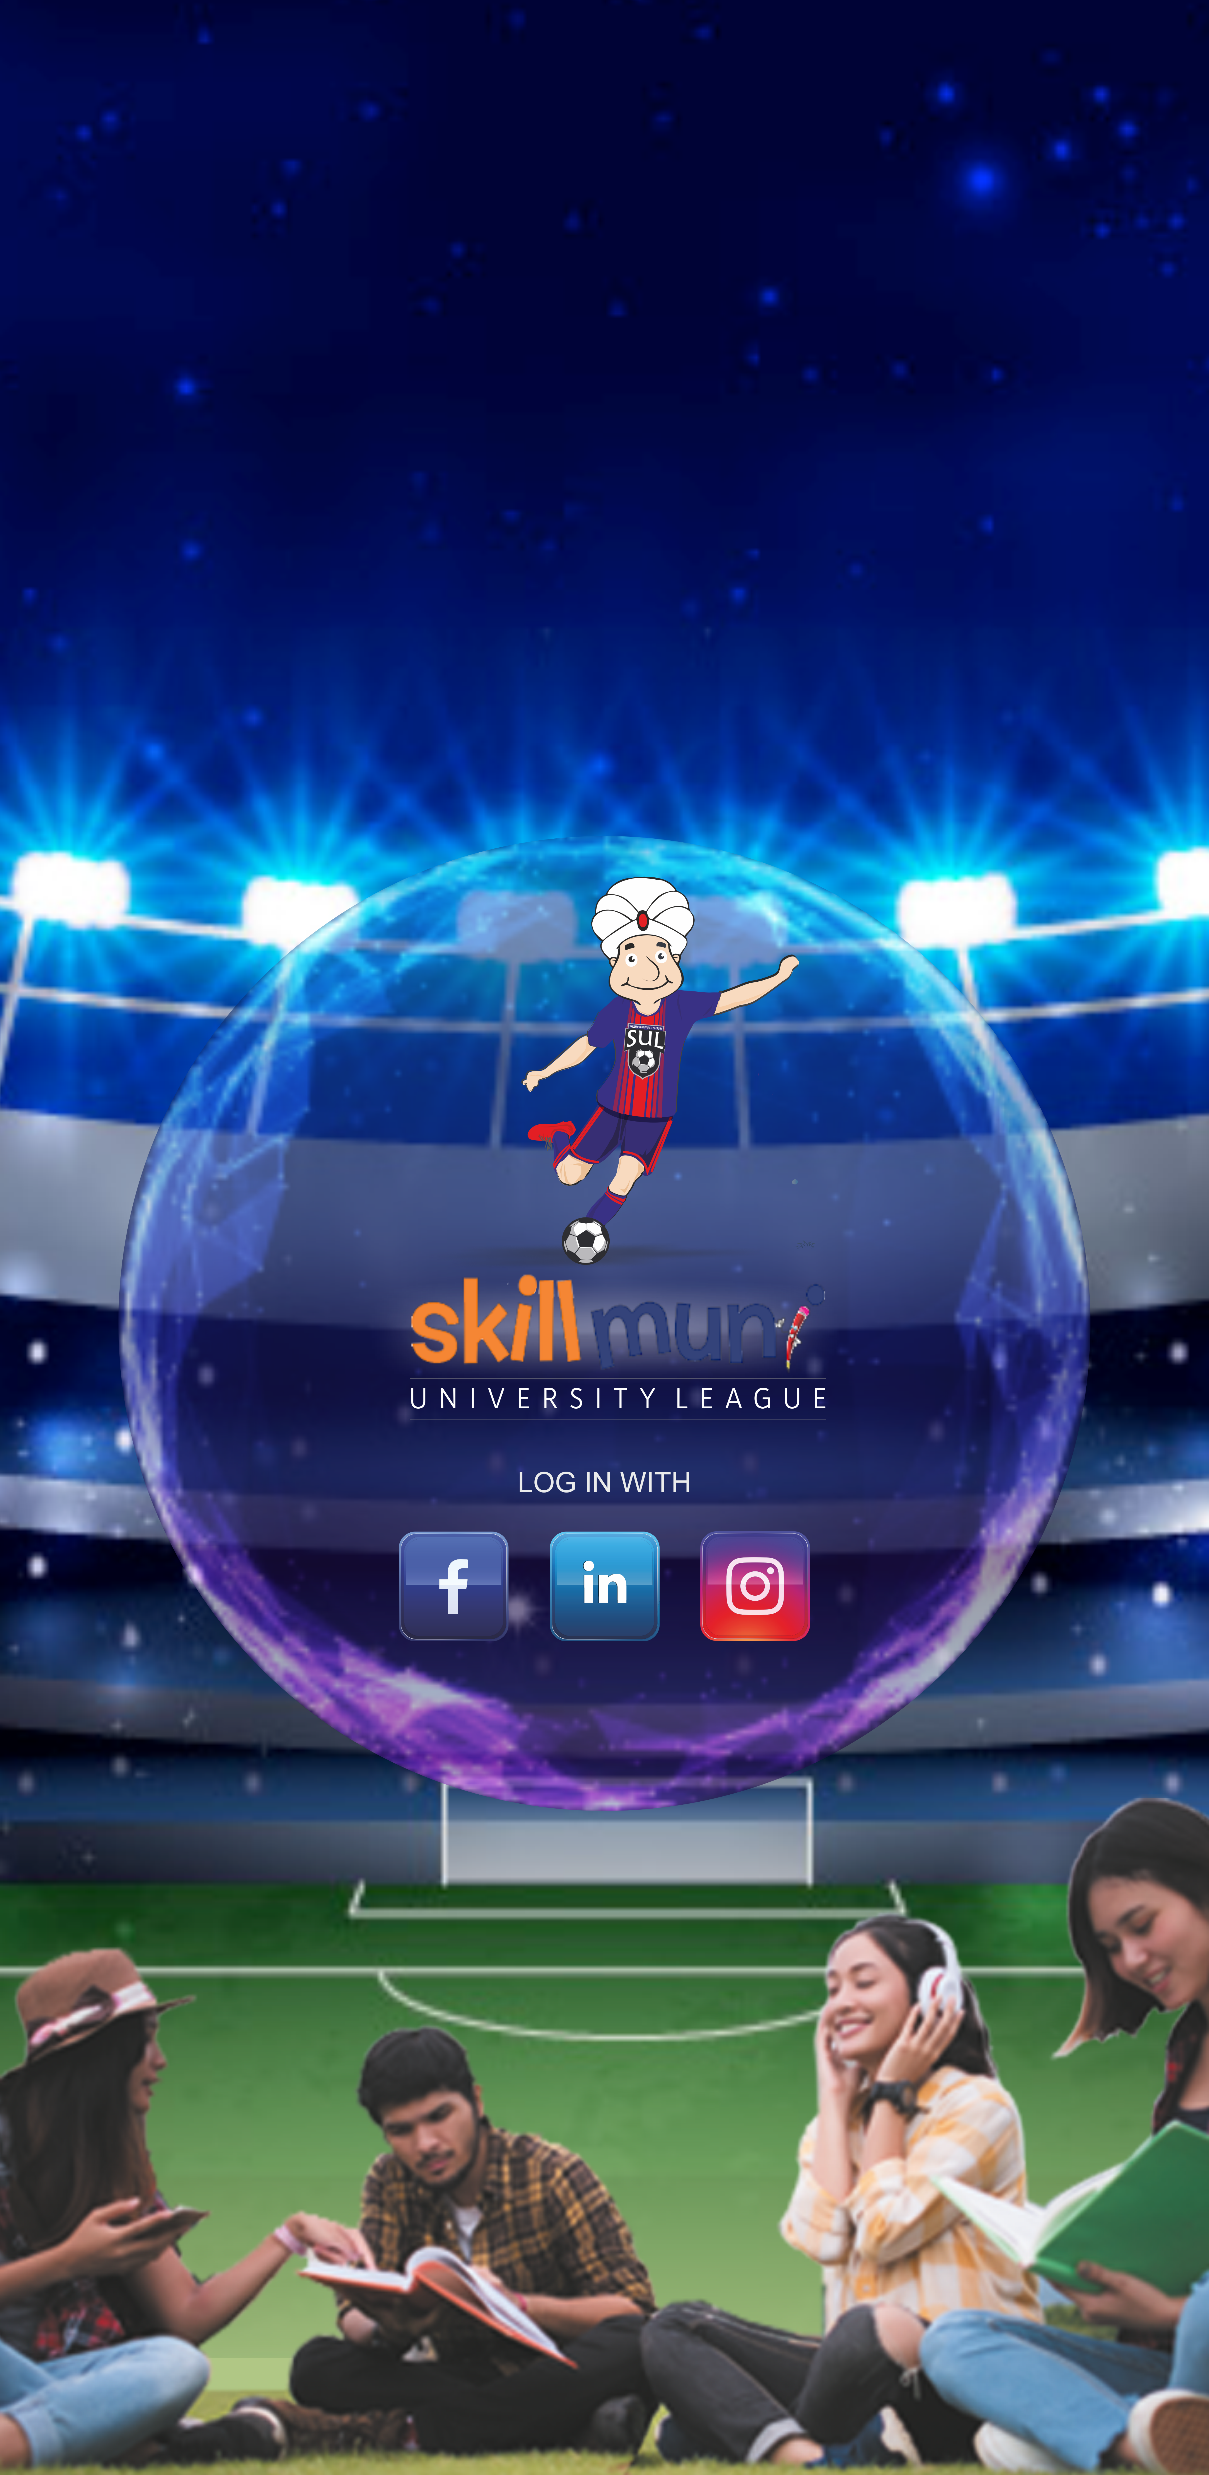 SUL
skillmuni
UNIVERSITY LEAGUE
LOG IN WITH
f
in